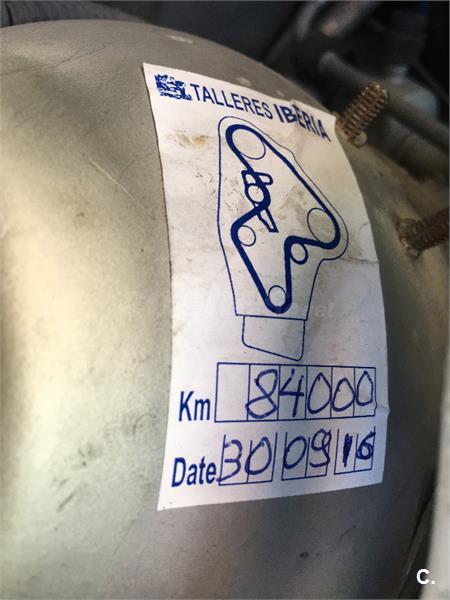 TALLERES IBERIA
Km 84000
Date 30 09 16
C.